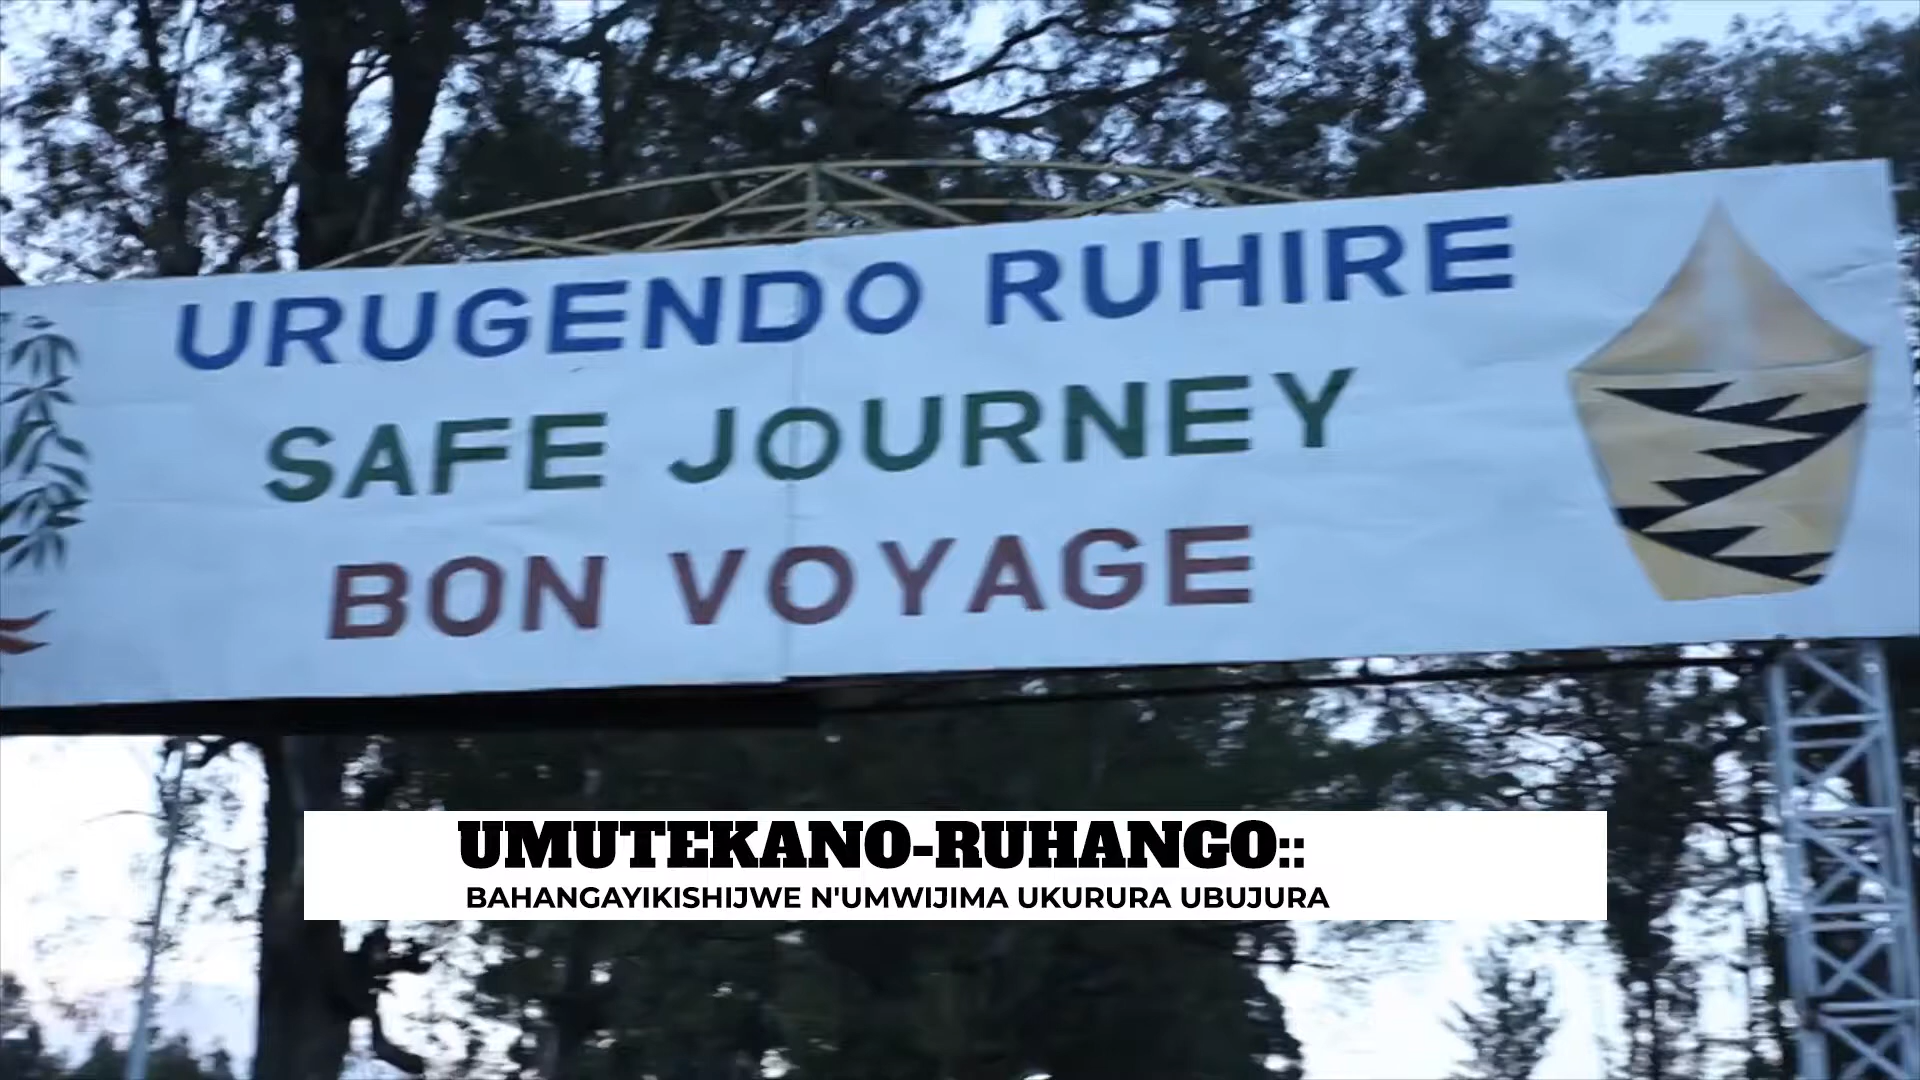 URUGENDO RUHIRE
SAFE JOURNEY
BON VOYAGE
UMUTEKANO-RUHANGO::
BAHANGAYIKISHIJWE N'UMWIJIMA UKURURA UBUJURA